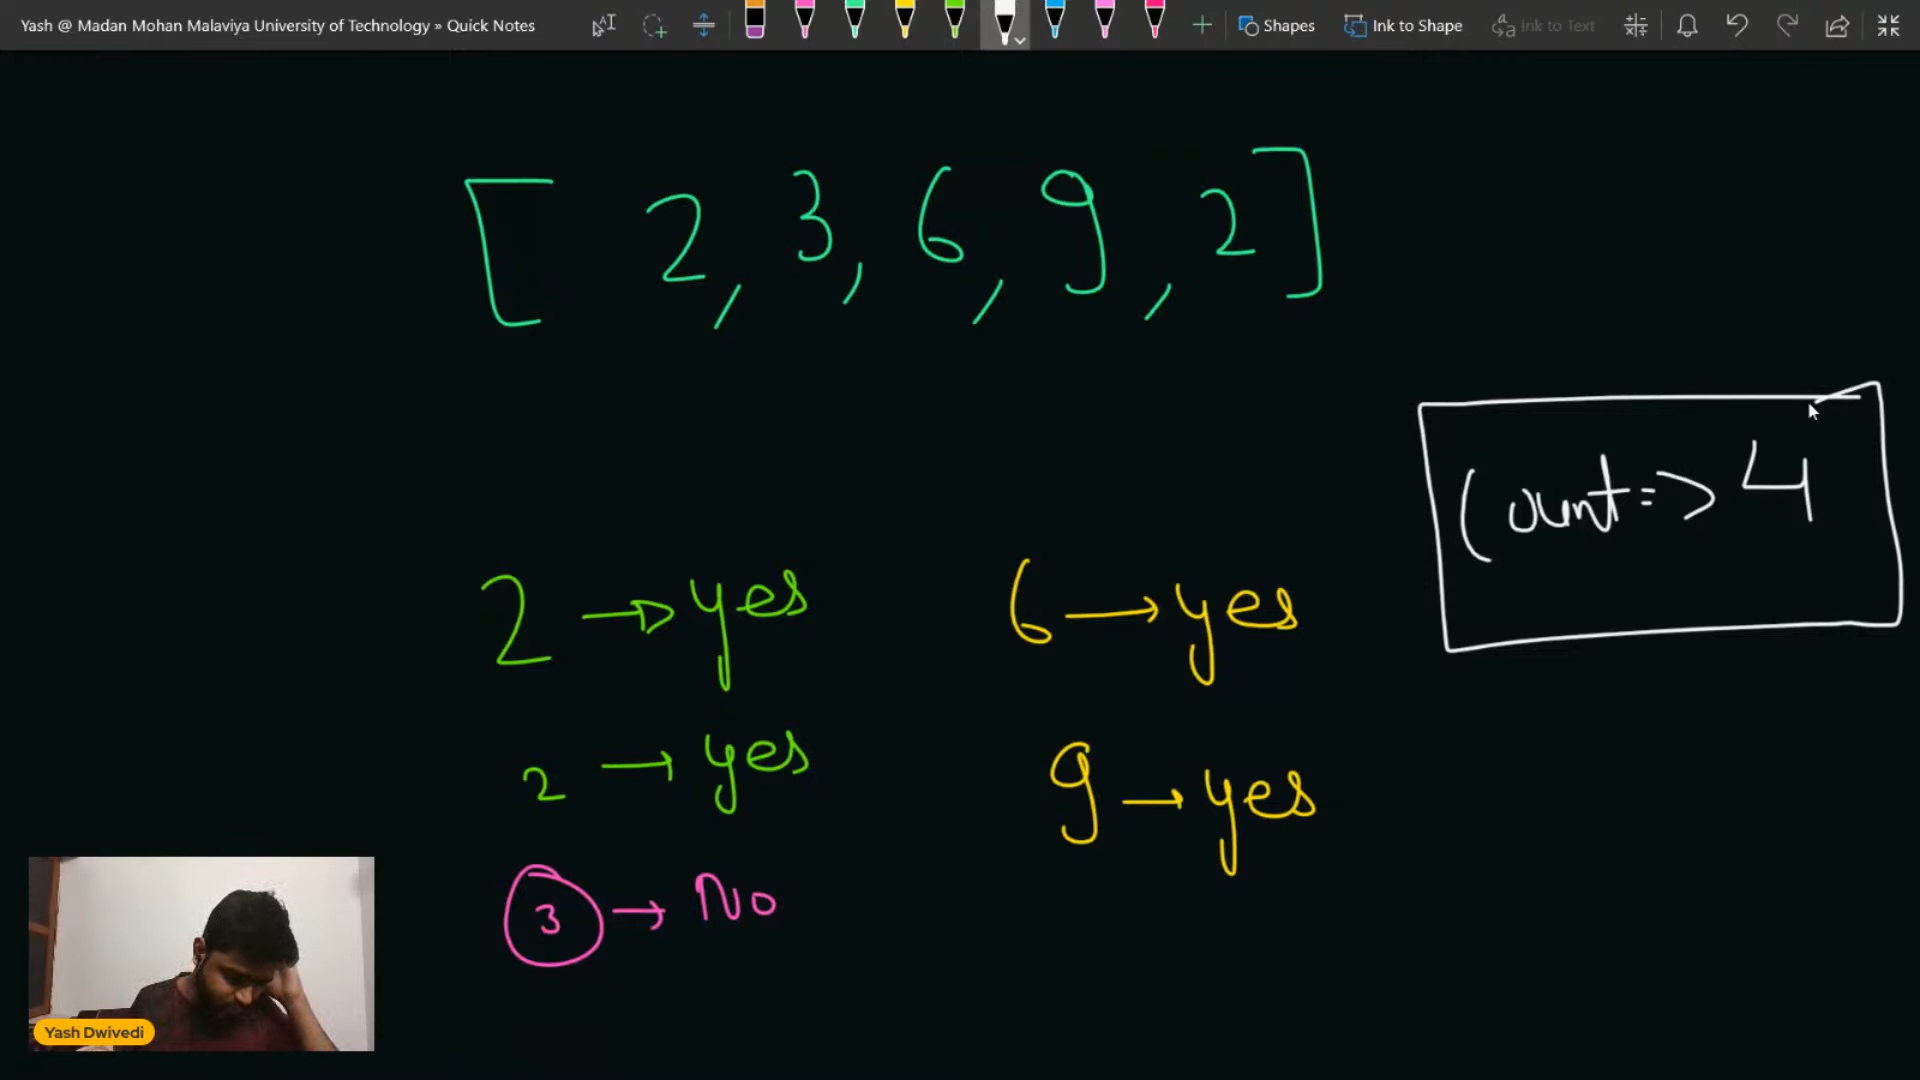 Yash @ Madan Mohan Malaviya University of Technology » Quick Notes
Shapes
Ink to Shape
Ink to Text
[ 2, 3, 6, 9, 2 ]
Count => 4
2 → yes
6 → yes
2 → yes
9 → yes
3 → No
Yash Dwivedi